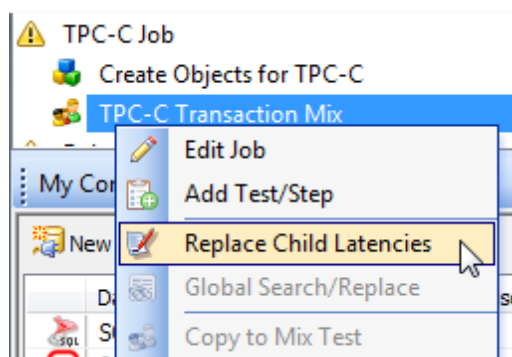 TPC-C Job
Create Objects for TPC-C
TPC-C Transaction Mix
Edit Job
My Co
Add Test/Step
New
Replace Child Latencies
Global Search/Replace
SQL
Copy to Mix Test